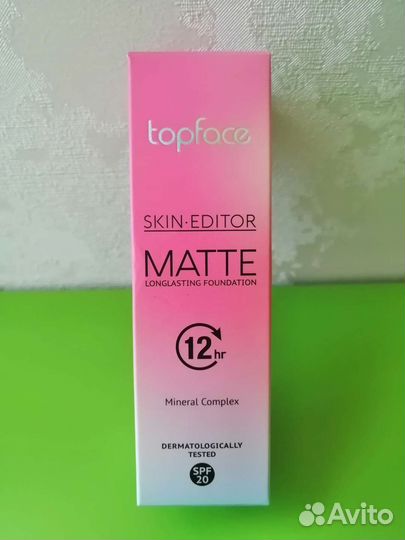 topface
SKIN·EDITOR
MATTE
LONGLASTING FOUNDATION
12hr
Mineral Complex
DERMATOLOGICALLY
TESTED
SPF
20
Avito